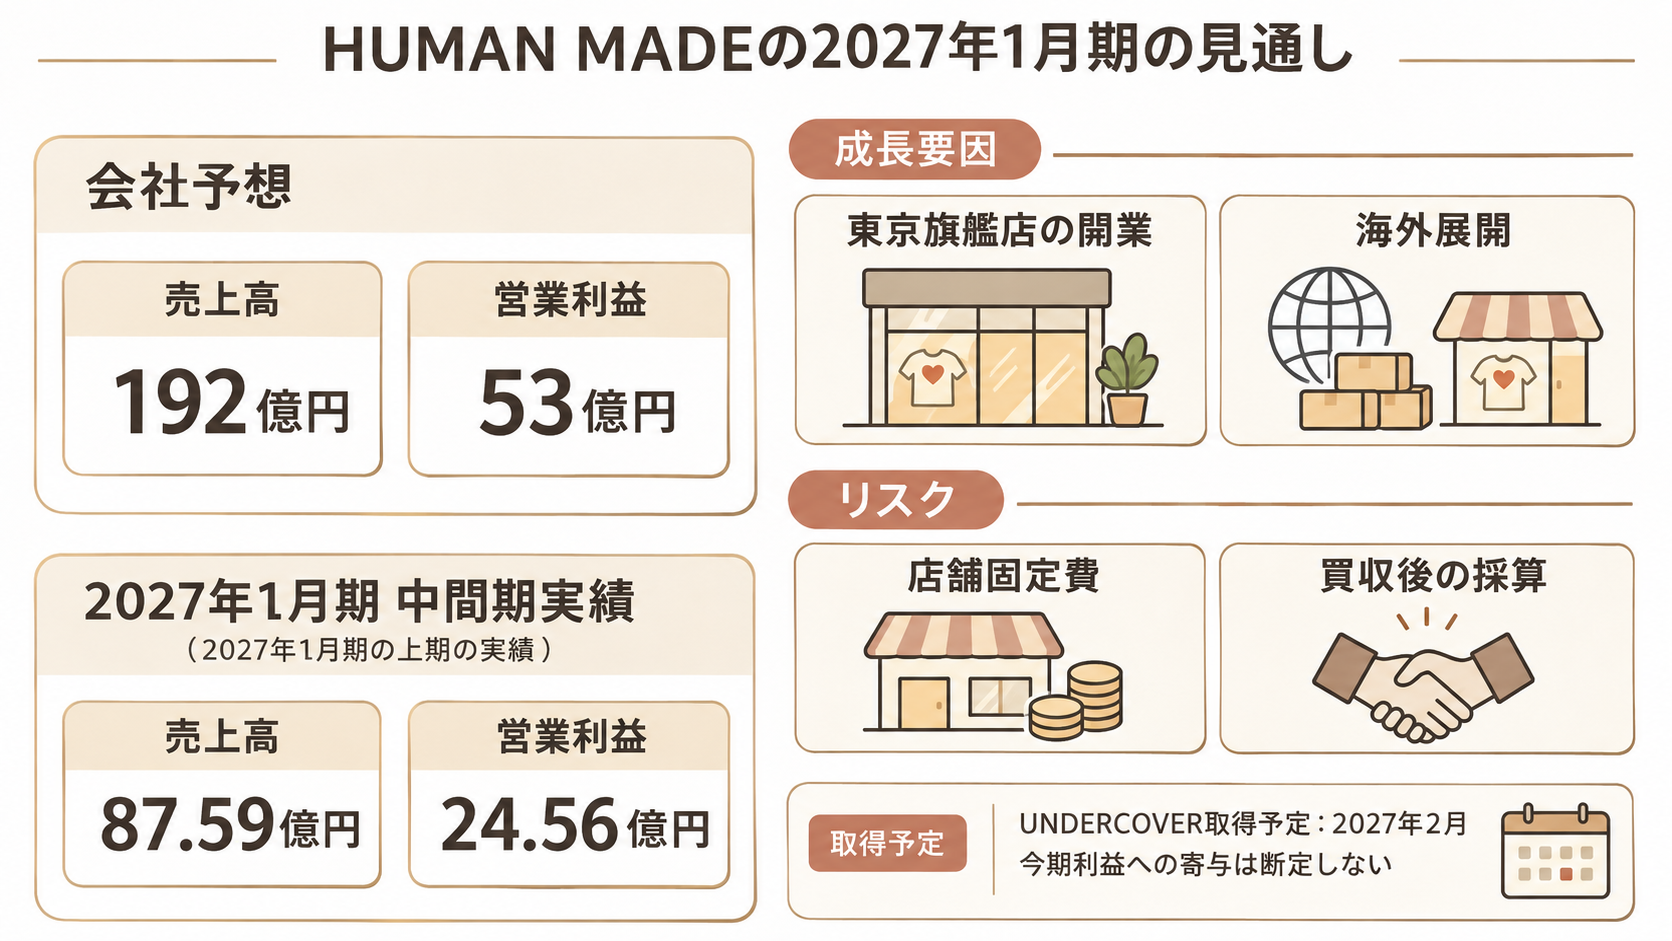 HUMAN MADEの2027年1月期の見通し
会社予想
売上高
192億円
営業利益
53億円
2027年1月期 中間期実績
（2027年1月期の上期の実績）
売上高
87.59億円
営業利益
24.56億円
成長要因
東京旗艦店の開業
海外展開
リスク
店舗固定費
買収後の採算
取得予定
UNDERCOVER取得予定：2027年2月
今期利益への寄与は断定しない